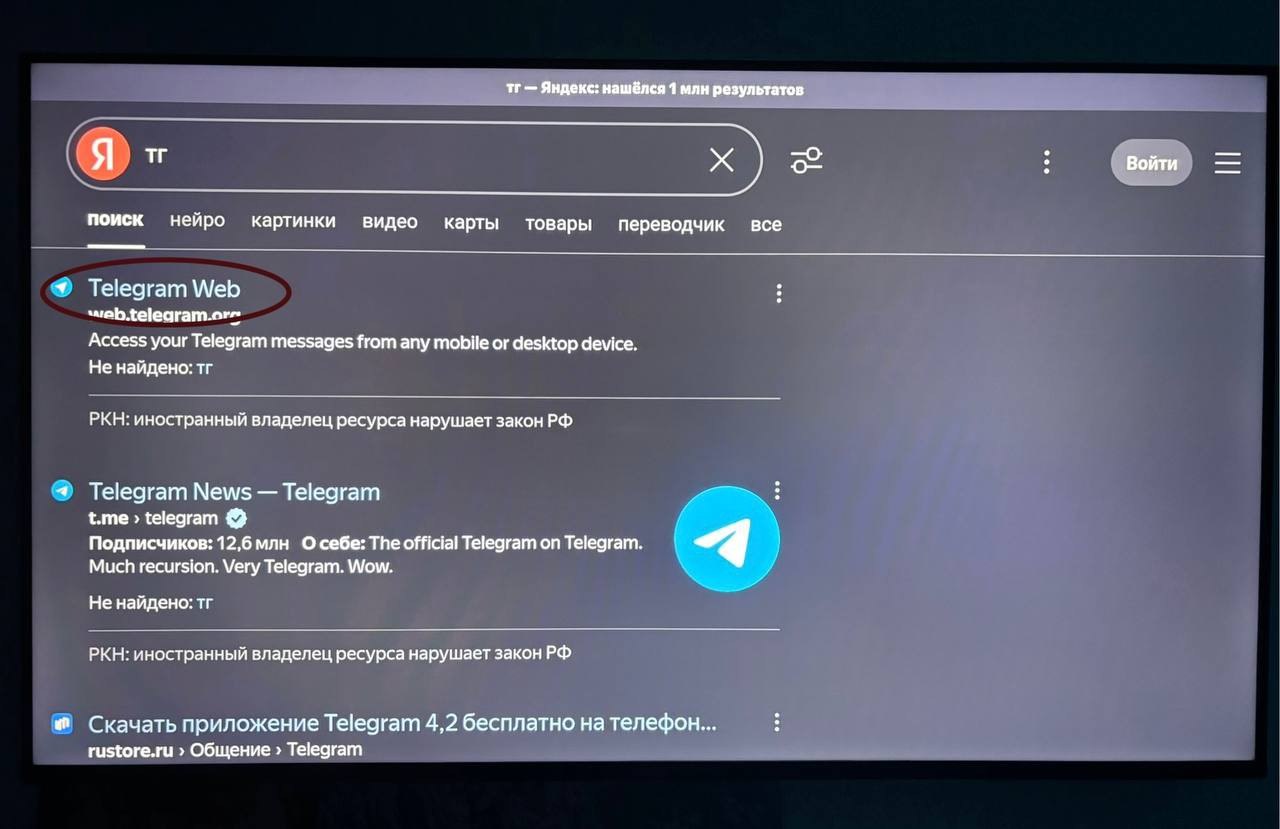 тг — Яндекс: нашёлся 1 млн результатов
Я тг
Войти
поиск нейро картинки видео карты товары переводчик все
Telegram Web
web.telegram.org
Access your Telegram messages from any mobile or desktop device.
Не найдено: тг
РКН: иностранный владелец ресурса нарушает закон РФ
Telegram News — Telegram
t.me › telegram
Подписчиков: 12,6 млн О себе: The official Telegram on Telegram.
Much recursion. Very Telegram. Wow.
Не найдено: тг
РКН: иностранный владелец ресурса нарушает закон РФ
Скачать приложение Telegram 4,2 бесплатно на телефон...
rustore.ru › Общение › Telegram